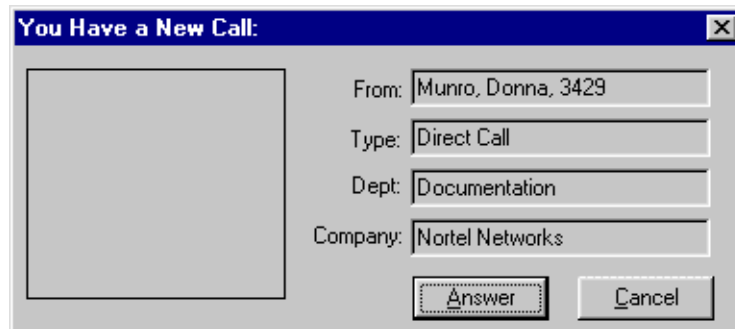 You Have a New Call:
From: Munro, Donna, 3429
Type: Direct Call
Dept: Documentation
Company: Nortel Networks
Answer Cancel